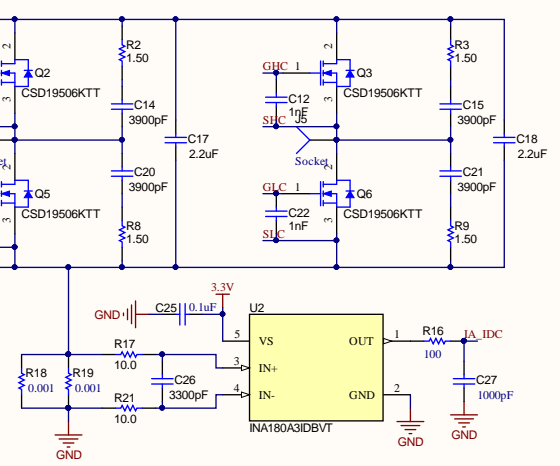 2
Q2
CSD19506KTT
3
R2
1.50
C14
3900pF
C17
2.2uF
C20
3900pF
2
Q5
CSD19506KTT
3
R8
1.50
GHC
1
2
Q3
CSD19506KTT
3
C12
1nF
SHC
J5
Socket
R3
1.50
C15
3900pF
C18
2.2uF
C21
3900pF
GLC
1
2
Q6
CSD19506KTT
3
C22
1nF
SLC
R9
1.50
3.3V
GND
C25
0.1uF
U2
5
VS
OUT
1
R16
100
IA_IDC
R17
10.0
3
IN+
R18
0.001
R19
0.001
C26
3300pF
4
IN-
GND
2
C27
1000pF
R21
10.0
INA180A3IDBVT
GND
GND
GND